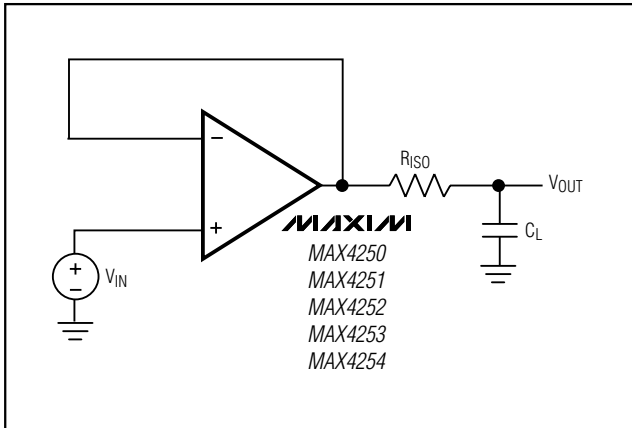 −
+
RISO
VOUT
CL
+
−
VIN
MAXIM
MAX4250
MAX4251
MAX4252
MAX4253
MAX4254